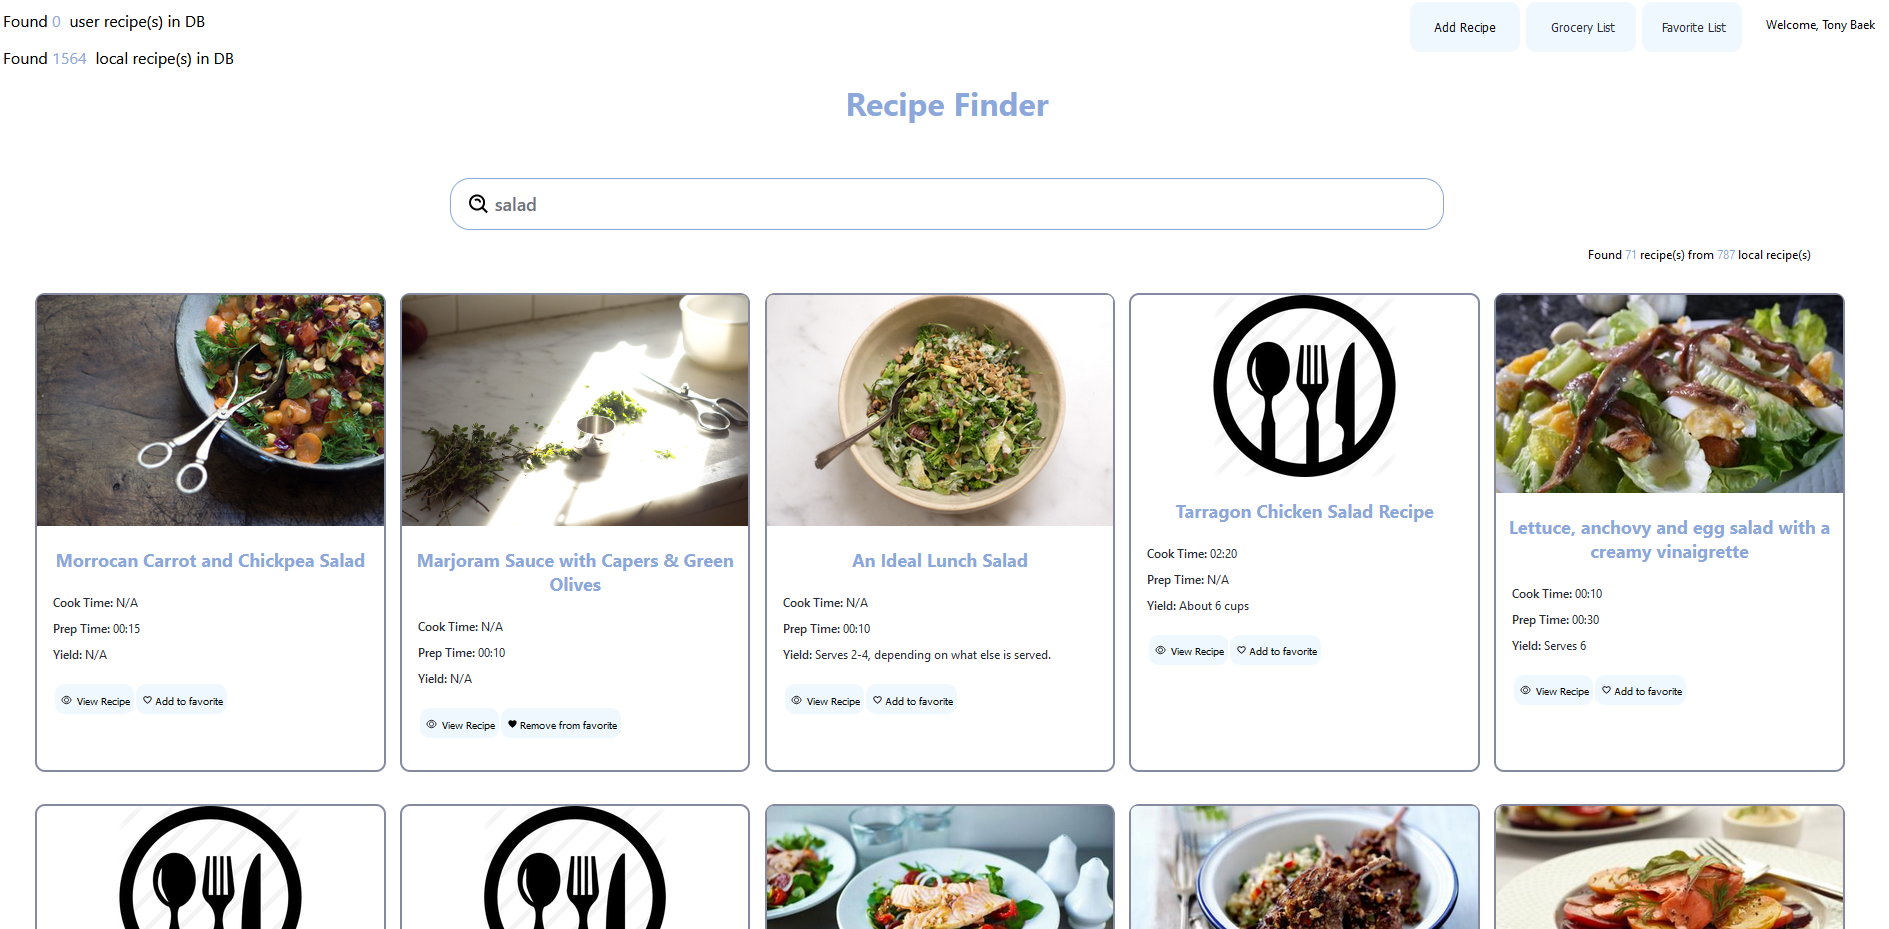 Found 0 user recipe(s) in DB
Add Recipe
Grocery List
Favorite List
Welcome, Tony Baek
Found 1564 local recipe(s) in DB
Recipe Finder
salad
Found 71 recipe(s) from 787 local recipe(s)
Morrocan Carrot and Chickpea Salad
Cook Time: N/A
Prep Time: 00:15
Yield: N/A
View Recipe
Add to favorite
Marjoram Sauce with Capers & Green
Olives
Cook Time: N/A
Prep Time: 00:10
Yield: N/A
View Recipe
Remove from favorite
An Ideal Lunch Salad
Cook Time: N/A
Prep Time: 00:10
Yield: Serves 2-4, depending on what else is served.
View Recipe
Add to favorite
Tarragon Chicken Salad Recipe
Cook Time: 02:20
Prep Time: N/A
Yield: About 6 cups
View Recipe
Add to favorite
Lettuce, anchovy and egg salad with a
creamy vinaigrette
Cook Time: 00:10
Prep Time: 00:30
Yield: Serves 6
View Recipe
Add to favorite